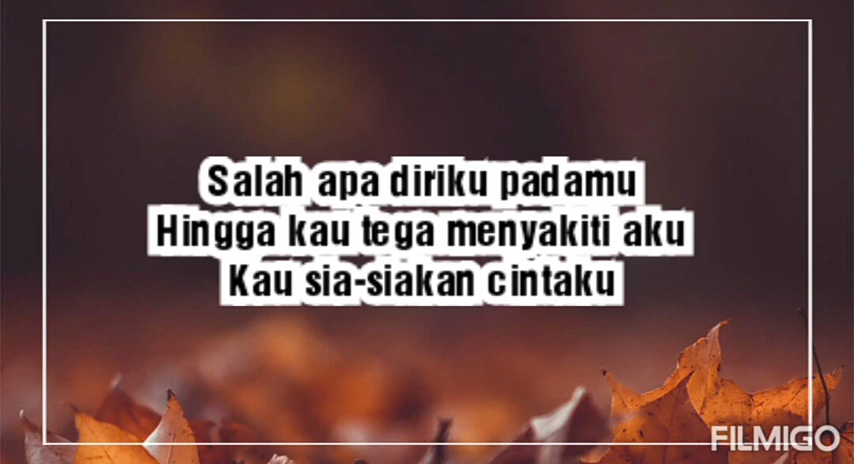 Salah apa diriku padamu
Hingga kau tega menyakiti aku
Kau sia-siakan cintaku
FILMIGO